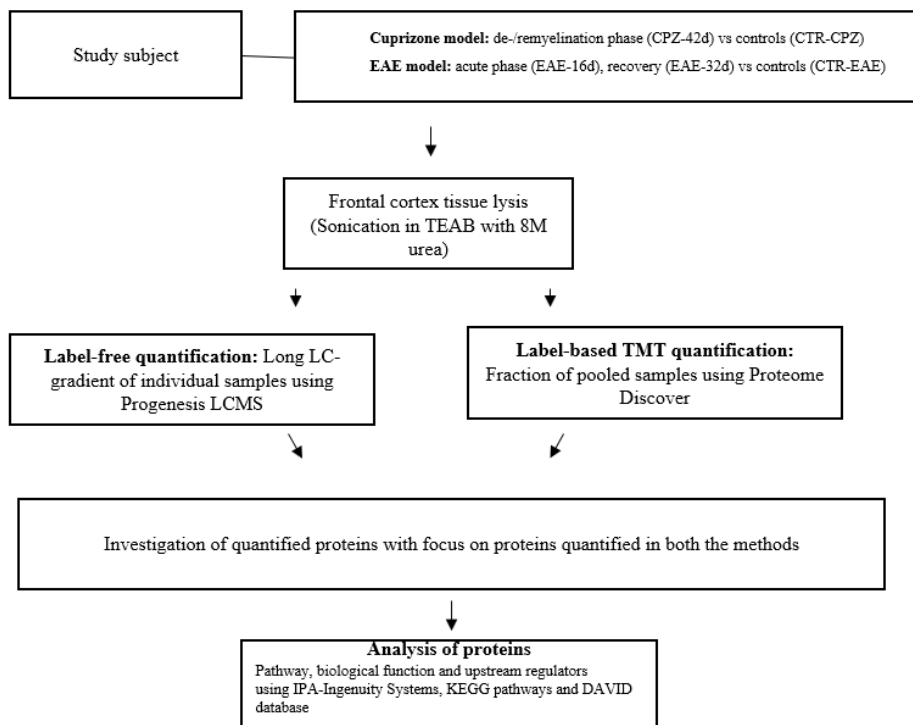 Study subject
Cuprizone model: de-/remyelination phase (CPZ-42d) vs controls (CTR-CPZ)
EAE model: acute phase (EAE-16d), recovery (EAE-32d) vs controls (CTR-EAE)
Frontal cortex tissue lysis
(Sonication in TEAB with 8M
urea)
Label-free quantification: Long LC-
gradient of individual samples using
Progenesis LCMS
Label-based TMT quantification:
Fraction of pooled samples using Proteome
Discover
Investigation of quantified proteins with focus on proteins quantified in both the methods
Analysis of proteins
Pathway, biological function and upstream regulators
using IPA-Ingenuity Systems, KEGG pathways and DAVID
database